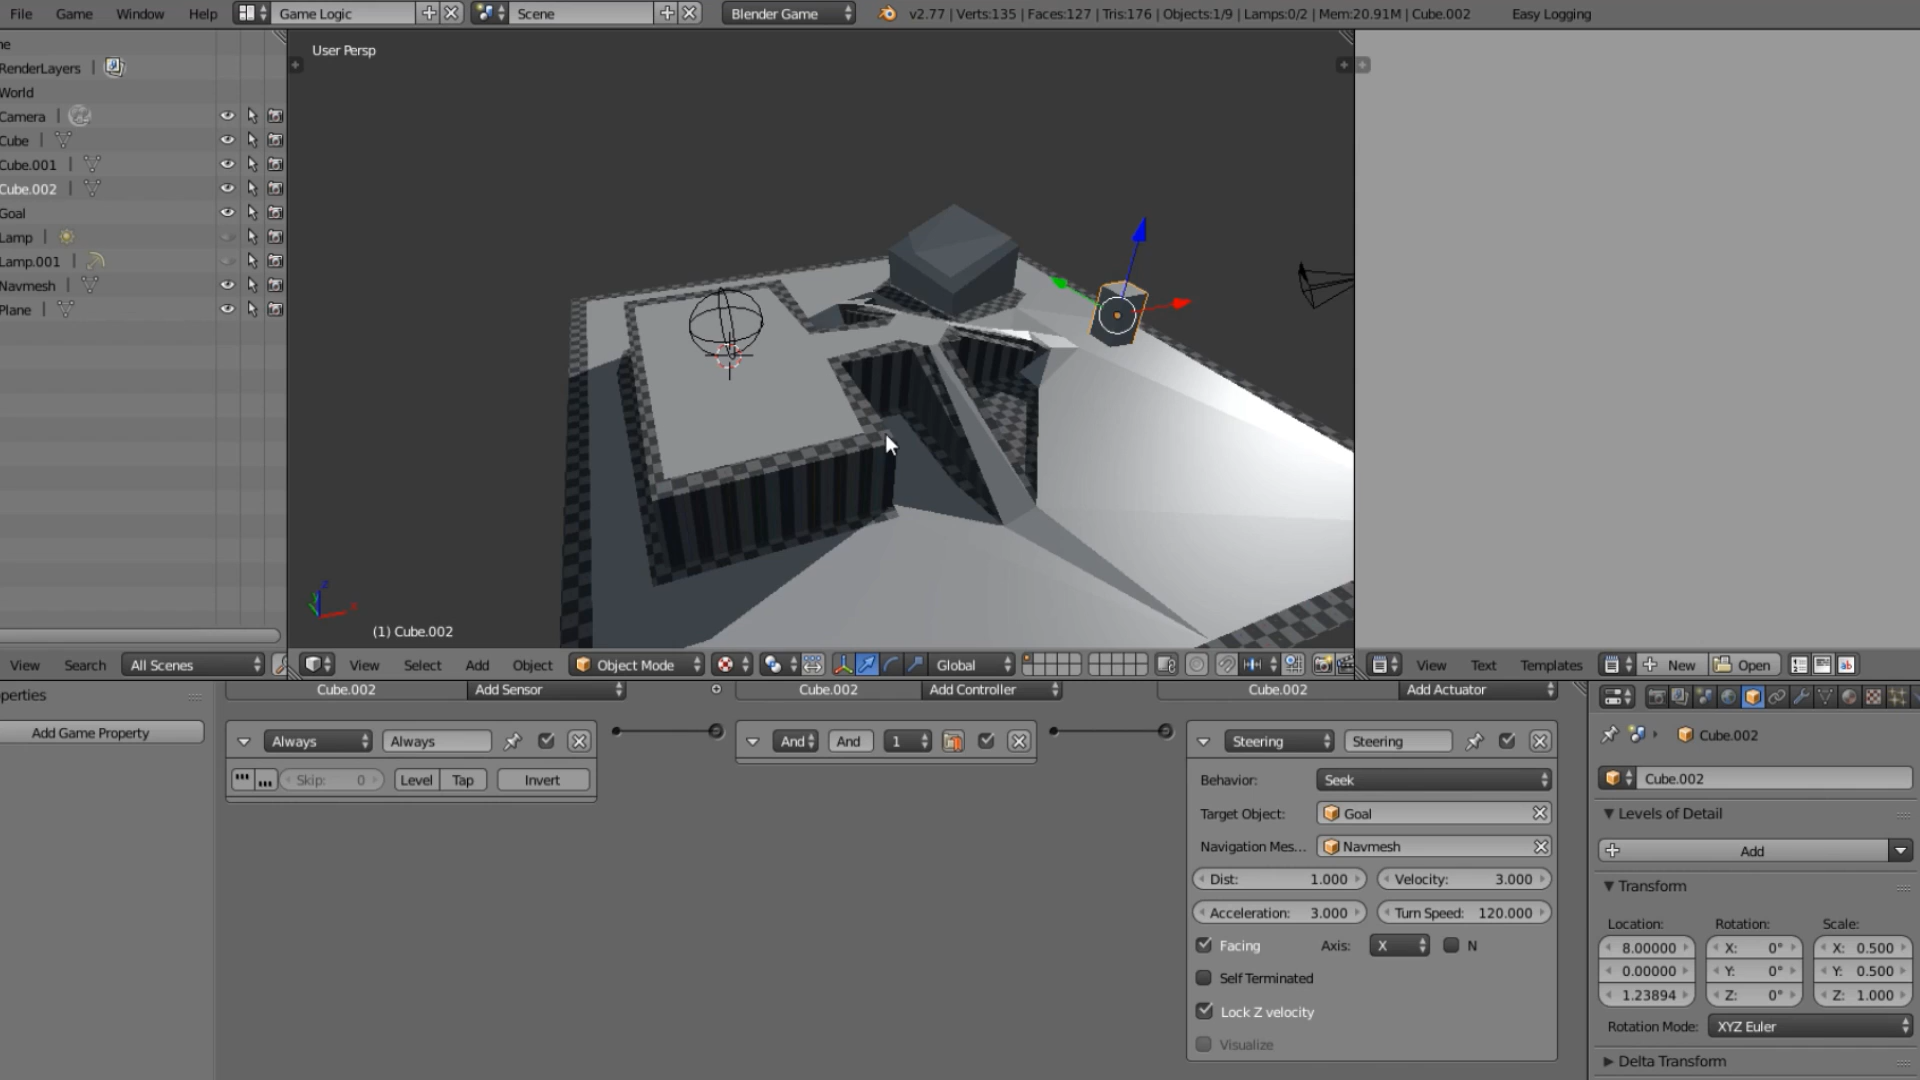 File Game Window Help Game Logic Scene Blender Game v2.77 | Verts:135 | Faces:127 | Tris:176 | Objects:1/9 | Lamps:0/2 | Mem:20.91M | Cube.002 Easy Logging
ne
RenderLayers |
World
Camera |
Cube |
Cube.001 |
Cube.002 |
Goal
Lamp |
Lamp.001 |
Navmesh |
Plane |
User Persp
(1) Cube.002
View Search All Scenes
View Select Add Object Object Mode Global
View Text Templates New Open
operties
Add Game Property
Cube.002 Add Sensor Cube.002 Add Controller Cube.002 Add Actuator
Always Always
Skip: 0 Level Tap Invert
And And 1
Steering Steering
Behavior: Seek
Target Object: Goal
Navigation Mes... Navmesh
Dist: 1.000 Velocity: 3.000
Acceleration: 3.000 Turn Speed: 120.000
Facing Axis: X N
Self Terminated
Lock Z velocity
Visualize
Cube.002
Cube.002
Levels of Detail
Add
Transform
Location: Rotation: Scale:
8.00000 X: 0° X: 0.500
0.00000 Y: 0° Y: 0.500
1.23894 Z: 0° Z: 1.000
Rotation Mode: XYZ Euler
Delta Transform